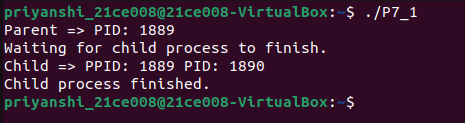 priyanshi_21ce008@21ce008-VirtualBox:~$ ./P7_1
Parent => PID: 1889
Waiting for child process to finish.
Child => PPID: 1889 PID: 1890
Child process finished.
priyanshi_21ce008@21ce008-VirtualBox:~$